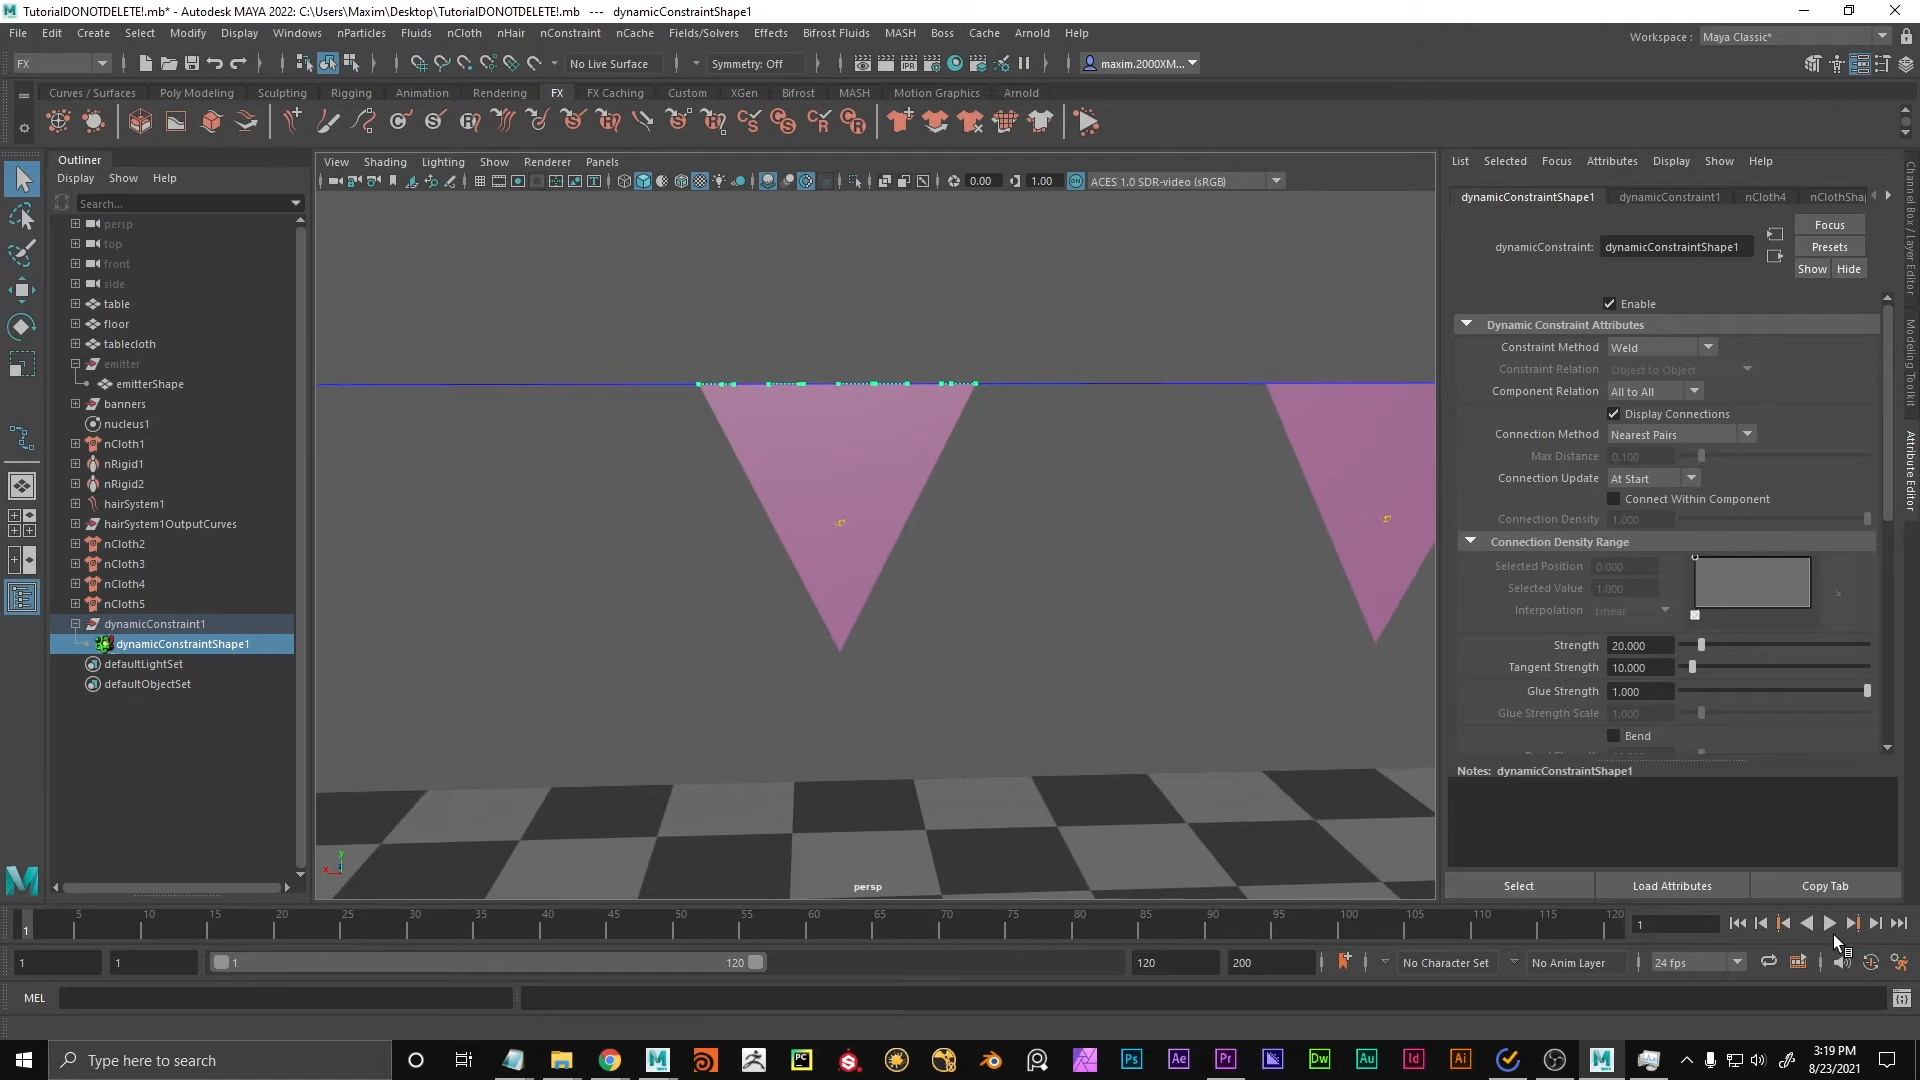 TutorialDONOTDELETE!.mb* - Autodesk MAYA 2022: C:\Users\Maxim\Desktop\TutorialDONOTDELETE!.mb --- dynamicConstraintShape1
File Edit Create Select Modify Display Windows nParticles Fluids nCloth nHair nConstraint nCache Fields/Solvers Effects Bifrost Fluids MASH Boss Cache Arnold Help
Workspace : Maya Classic*
FX No Live Surface Symmetry: Off maxim.2000XM...
Curves / Surfaces Poly Modeling Sculpting Rigging Animation Rendering FX FX Caching Custom XGen Bifrost MASH Motion Graphics Arnold
Outliner
Display Show Help
Search...
persp
top
front
side
table
floor
tablecloth
emitter
emitterShape
banners
nucleus1
nCloth1
nRigid1
nRigid2
hairSystem1
hairSystem1OutputCurves
nCloth2
nCloth3
nCloth4
nCloth5
dynamicConstraint1
dynamicConstraintShape1
defaultLightSet
defaultObjectSet
View Shading Lighting Show Renderer Panels
0.00 1.00 ON ACES 1.0 SDR-video (sRGB)
persp
List Selected Focus Attributes Display Show Help
dynamicConstraintShape1 dynamicConstraint1 nCloth4 nClothSha
Focus
dynamicConstraint: dynamicConstraintShape1 Presets
Show Hide
Enable
Dynamic Constraint Attributes
Constraint Method Weld
Constraint Relation Object to Object
Component Relation All to All
Display Connections
Connection Method Nearest Pairs
Max Distance 0.100
Connection Update At Start
Connect Within Component
Connection Density 1.000
Connection Density Range
Selected Position 0.000
Selected Value 1.000
Interpolation Linear
Strength 20.000
Tangent Strength 10.000
Glue Strength 1.000
Glue Strength Scale 1.000
Bend
Notes: dynamicConstraintShape1
Select Load Attributes Copy Tab
Channel Box / Layer Editor
Modeling Toolkit
Attribute Editor
5 10 15 20 25 30 35 40 45 50 55 60 65 70 75 80 85 90 95 100 105 110 115 120
1 1
1 1 1 120 120 200 No Character Set No Anim Layer 24 fps
MEL
Type here to search
3:19 PM
8/23/2021